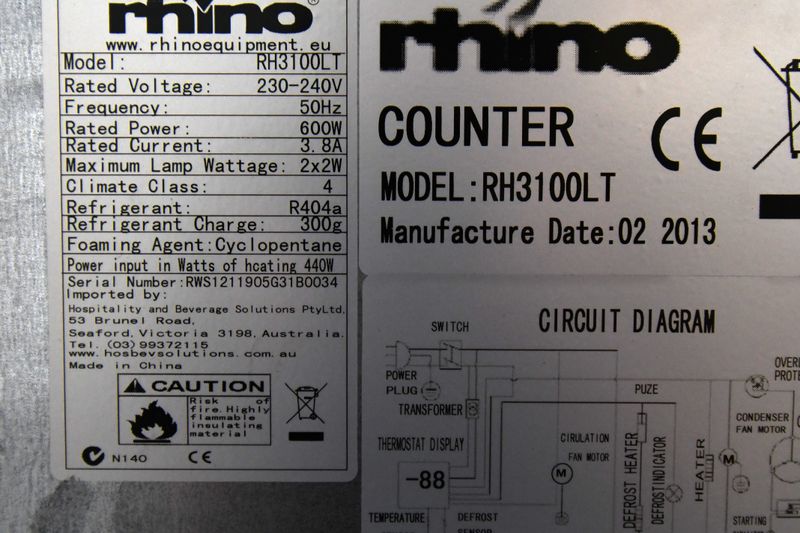 rhino
www.rhinoequipment.eu
Model: RH3100LT
Rated Voltage: 230-240V
Frequency: 50Hz
Rated Power: 600W
Rated Current: 3.8A
Maximum Lamp Wattage: 2x2W
Climate Class: 4
Refrigerant: R404a
Refrigerant Charge: 300g
Foaming Agent:Cyclopentane
Power input in Watts of hcating 440W
Serial Number:RWS1211905G31B0034
Imported by:
Hospitality and Beverage Solutions PtyLtd.
53 Brunel Road,
Seaford, Victoria 3198, Australia.
Tel. (03)99372115
www.hosbevsolutions.com.au
Made in China
CAUTION
Risk of
fire.Highly
flammable
insulating
material
N140 CE
rhino
COUNTER CE
MODEL:RH3100LT
Manufacture Date:02 2013
CIRCUIT DIAGRAM
SWITCH
POWER
PLUG
TRANSFORMER
PUZE
THERMOSTAT DISPLAY
-88
CIRULATION
FAN MOTOR
M
DEFROST HEATER
DEFROSTINDICATOR
HEATER
M
CONDENSER
FAN MOTOR
TEMPERATURE
DEFROST
SENSOR
STARTING